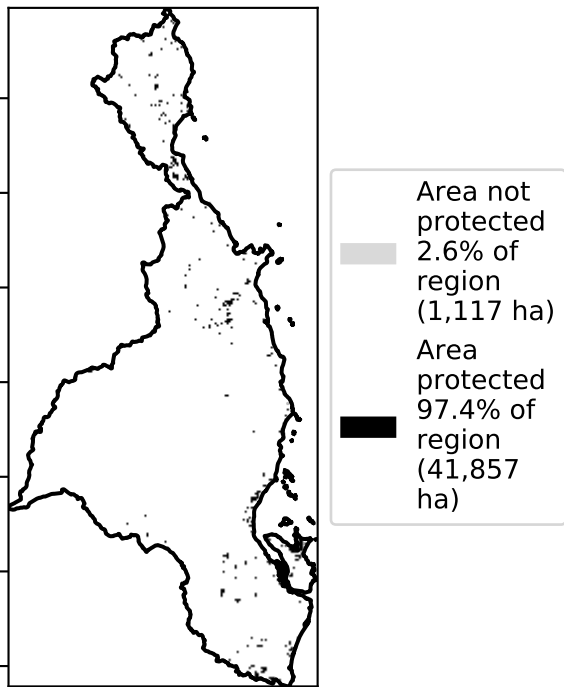 Area not
protected
2.6% of
region
(1,117 ha)
Area
protected
97.4% of
region
(41,857
ha)